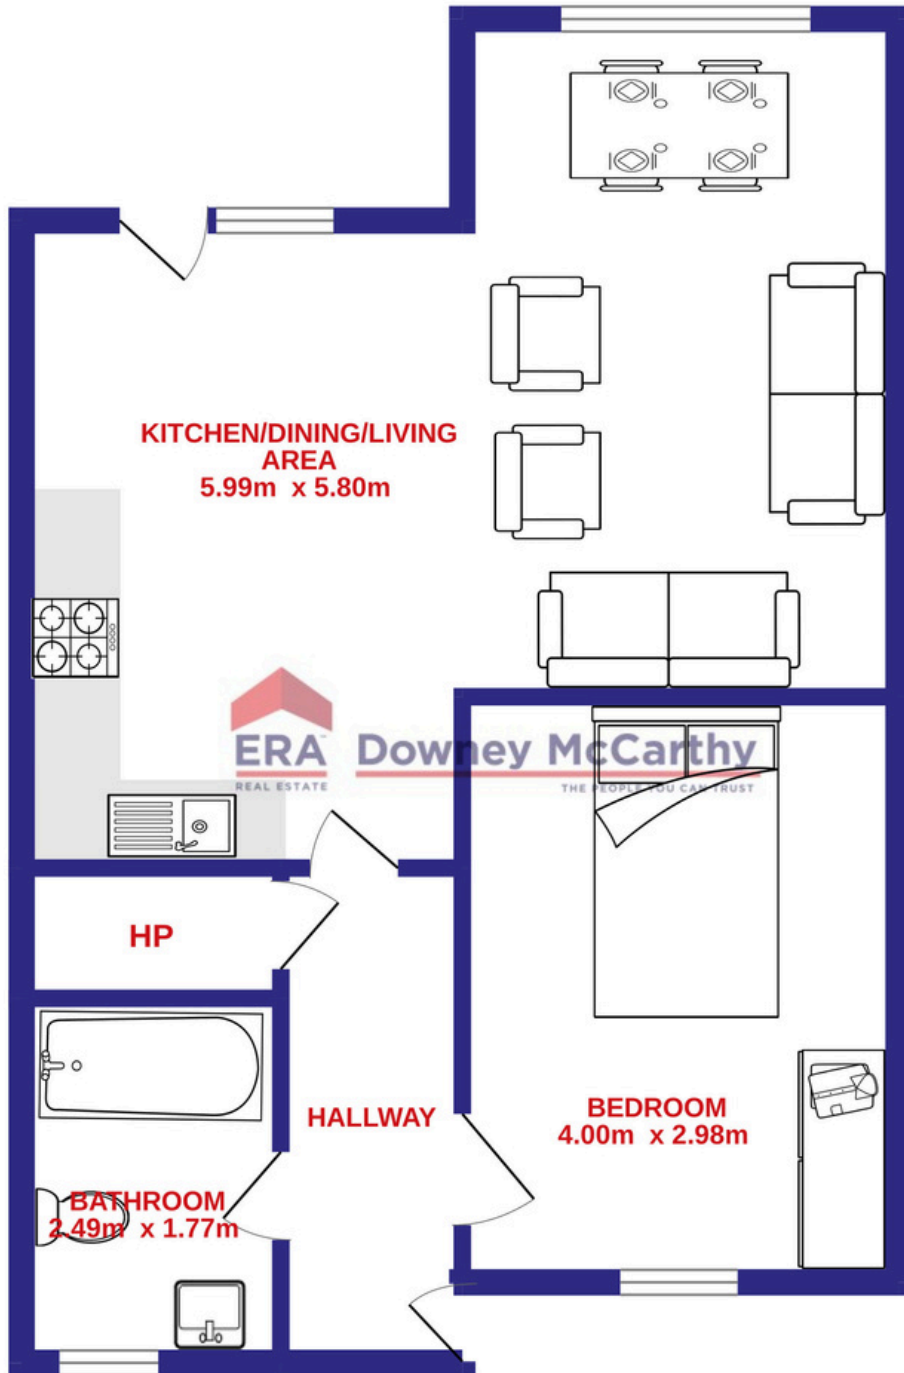 KITCHEN/DINING/LIVING
AREA
5.99m x 5.80m
ERA™ Downey McCarthy
REAL ESTATE THE PEOPLE YOU CAN TRUST
HP
HALLWAY
BEDROOM
4.00m x 2.98m
BATHROOM
2.49m x 1.77m